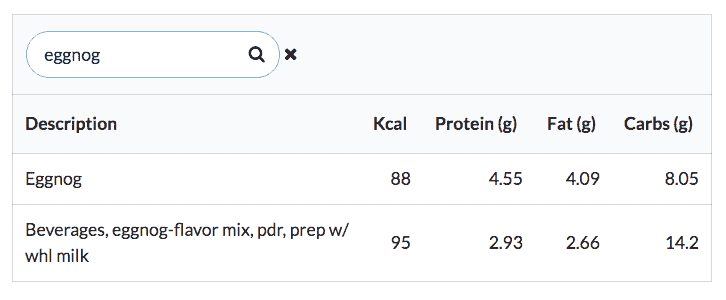 eggnog
Description Kcal Protein (g) Fat (g) Carbs (g)
Eggnog 88 4.55 4.09 8.05
Beverages, eggnog-flavor mix, pdr, prep w/ 95 2.93 2.66 14.2
whl milk